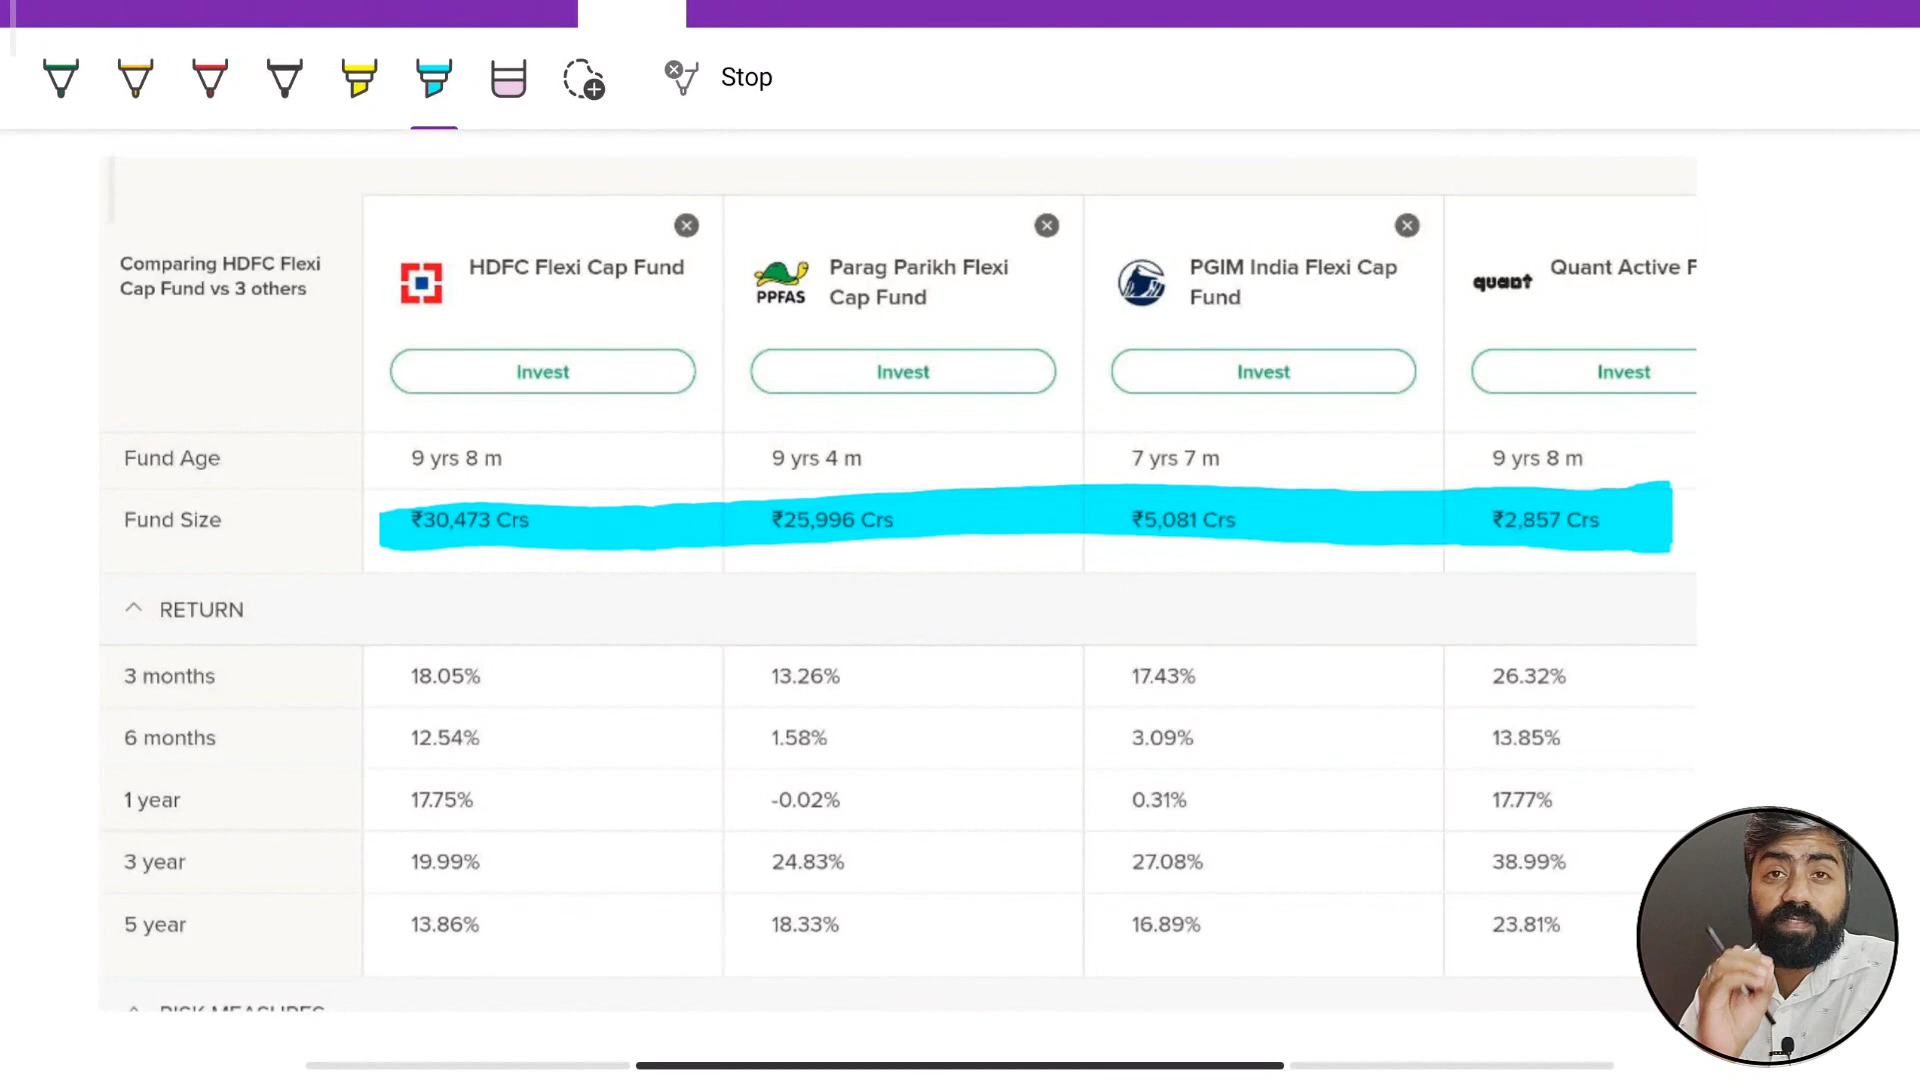 Stop
Comparing HDFC Flexi
Cap Fund vs 3 others
HDFC Flexi Cap Fund
PPFAS
Parag Parikh Flexi
Cap Fund
PGIM India Flexi Cap
Fund
quant
Quant Active F
Invest Invest Invest Invest
Fund Age 9 yrs 8 m 9 yrs 4 m 7 yrs 7 m 9 yrs 8 m
Fund Size ₹30,473 Crs ₹25,996 Crs ₹5,081 Crs ₹2,857 Crs
RETURN
3 months 18.05% 13.26% 17.43% 26.32%
6 months 12.54% 1.58% 3.09% 13.85%
1 year 17.75% -0.02% 0.31% 17.77%
3 year 19.99% 24.83% 27.08% 38.99%
5 year 13.86% 18.33% 16.89% 23.81%
RISK MEASURES